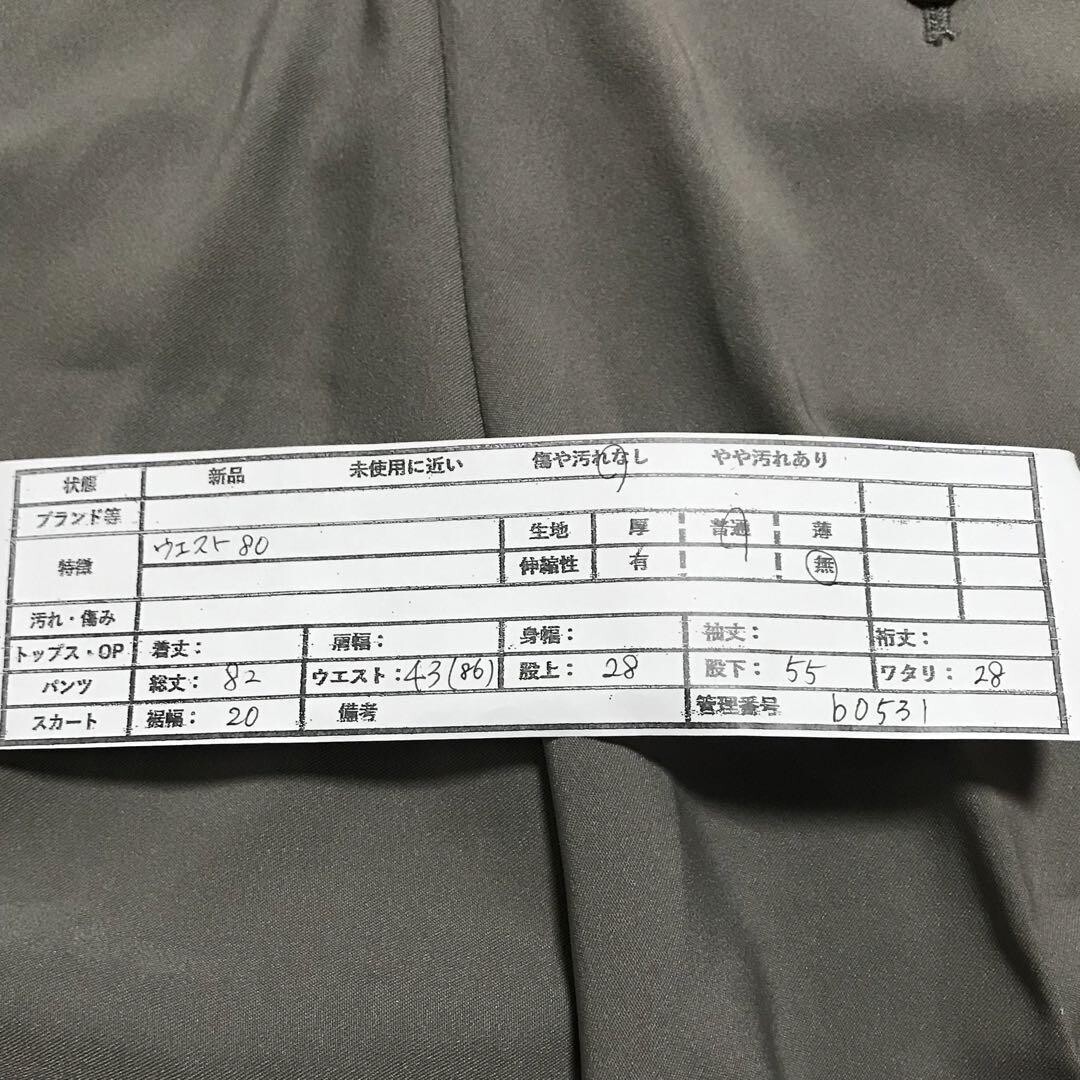 状態 新品 未使用に近い 傷や汚れなし やや汚れあり
ブランド等
特徴 ウエスト80 生地 厚 普通 薄
伸縮性 有 無
汚れ・傷み
トップス・OP 着丈: 肩幅: 身幅: 袖丈: 裄丈:
パンツ 総丈: 82 ウエスト: 43(86) 股上: 28 股下: 55 ワタリ: 28
スカート 裾幅: 20 備考 管理番号 b0531